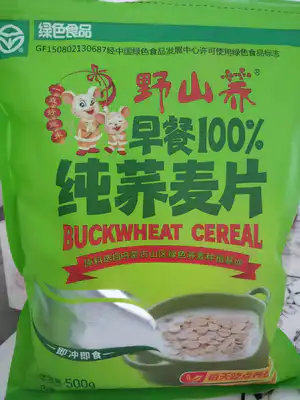 绿色食品
GF150802130687经中国绿色食品发展中心许可使用绿色食品标志
野山荞®
早餐100%
纯荞麦片
BUCKWHEAT CEREAL
即冲即食
500g